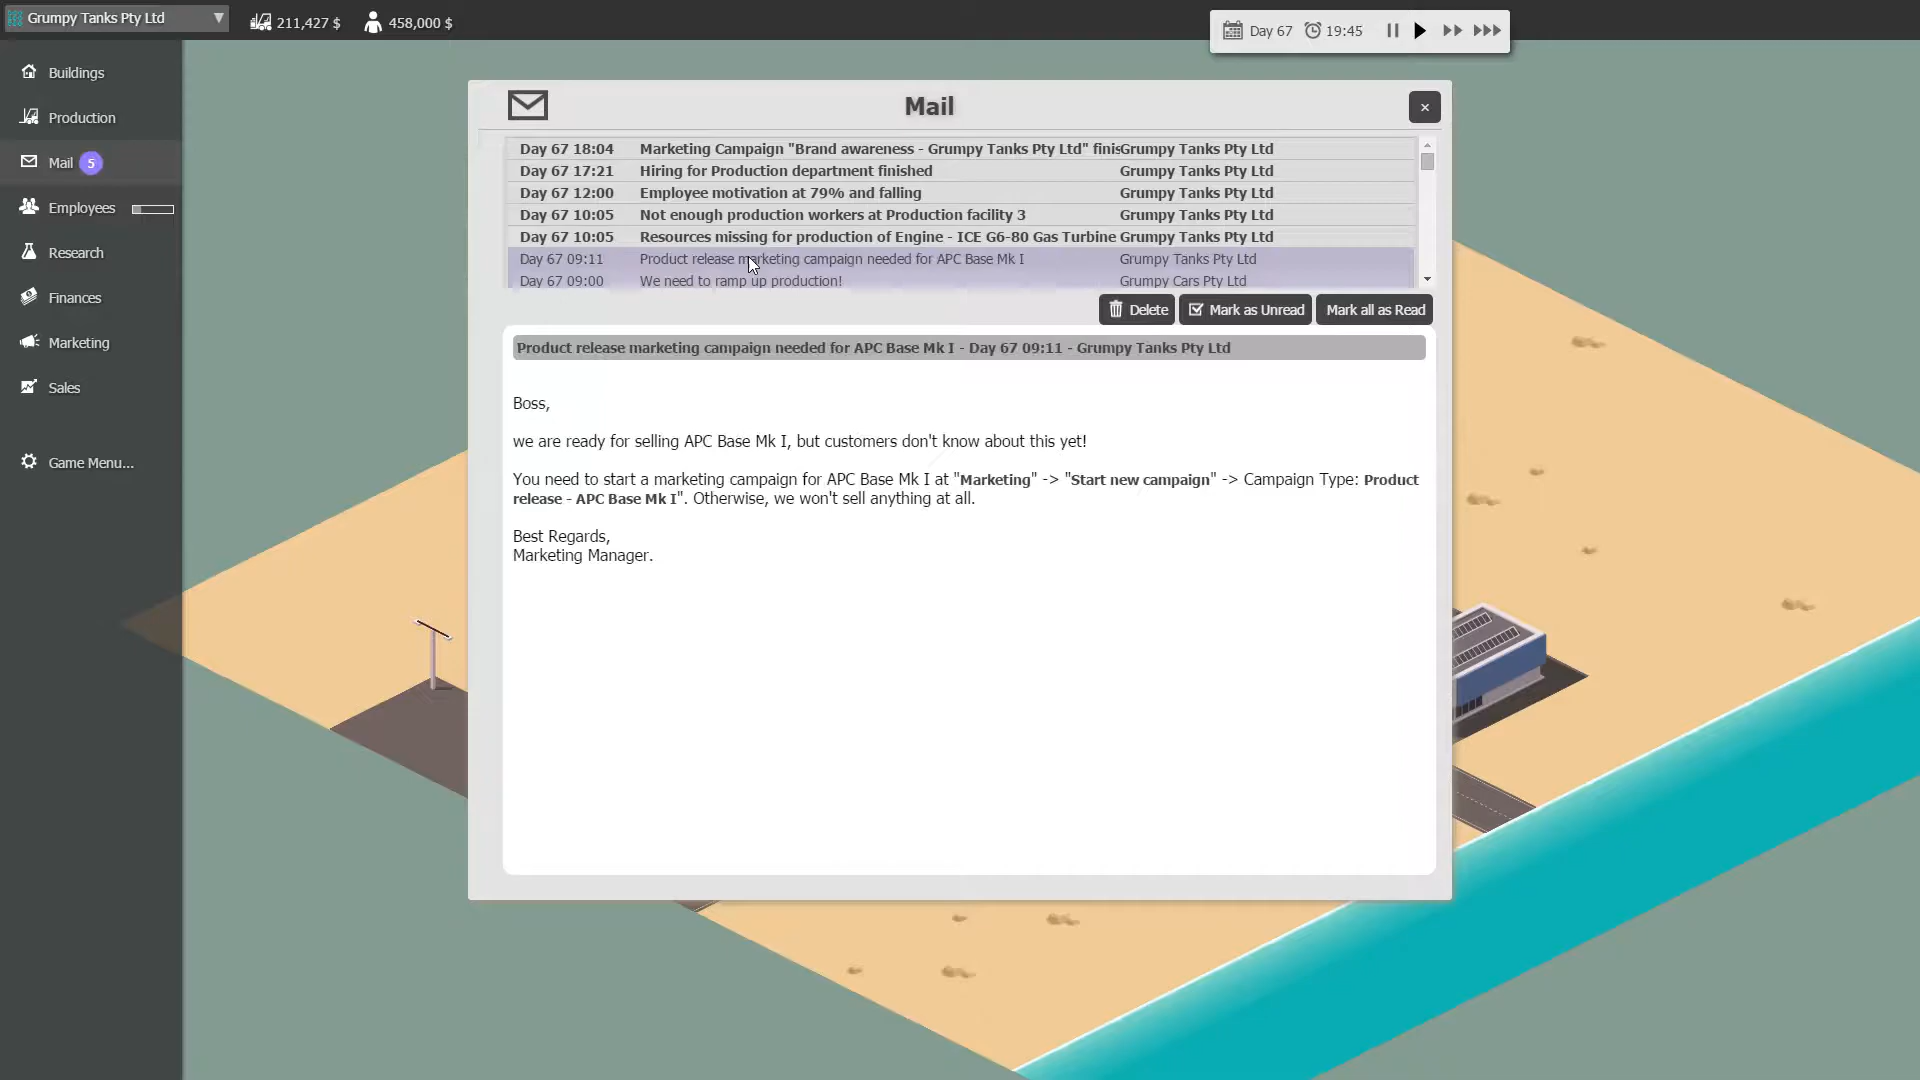 Grumpy Tanks Pty Ltd
211,427 $
458,000 $
Day 67
19:45
Buildings
Production
Mail 5
Employees
Research
Finances
Marketing
Sales
Game Menu...
Mail
Day 67 18:04 Marketing Campaign "Brand awareness - Grumpy Tanks Pty Ltd" finis Grumpy Tanks Pty Ltd
Day 67 17:21 Hiring for Production department finished Grumpy Tanks Pty Ltd
Day 67 12:00 Employee motivation at 79% and falling Grumpy Tanks Pty Ltd
Day 67 10:05 Not enough production workers at Production facility 3 Grumpy Tanks Pty Ltd
Day 67 10:05 Resources missing for production of Engine - ICE G6-80 Gas Turbine Grumpy Tanks Pty Ltd
Day 67 09:11 Product release marketing campaign needed for APC Base Mk I Grumpy Tanks Pty Ltd
Day 67 09:00 We need to ramp up production! Grumpy Cars Pty Ltd
Delete
Mark as Unread
Mark all as Read
Product release marketing campaign needed for APC Base Mk I - Day 67 09:11 - Grumpy Tanks Pty Ltd
Boss,
we are ready for selling APC Base Mk I, but customers don't know about this yet!
You need to start a marketing campaign for APC Base Mk I at "Marketing" -> "Start new campaign" -> Campaign Type: Product
release - APC Base Mk I". Otherwise, we won't sell anything at all.
Best Regards,
Marketing Manager.